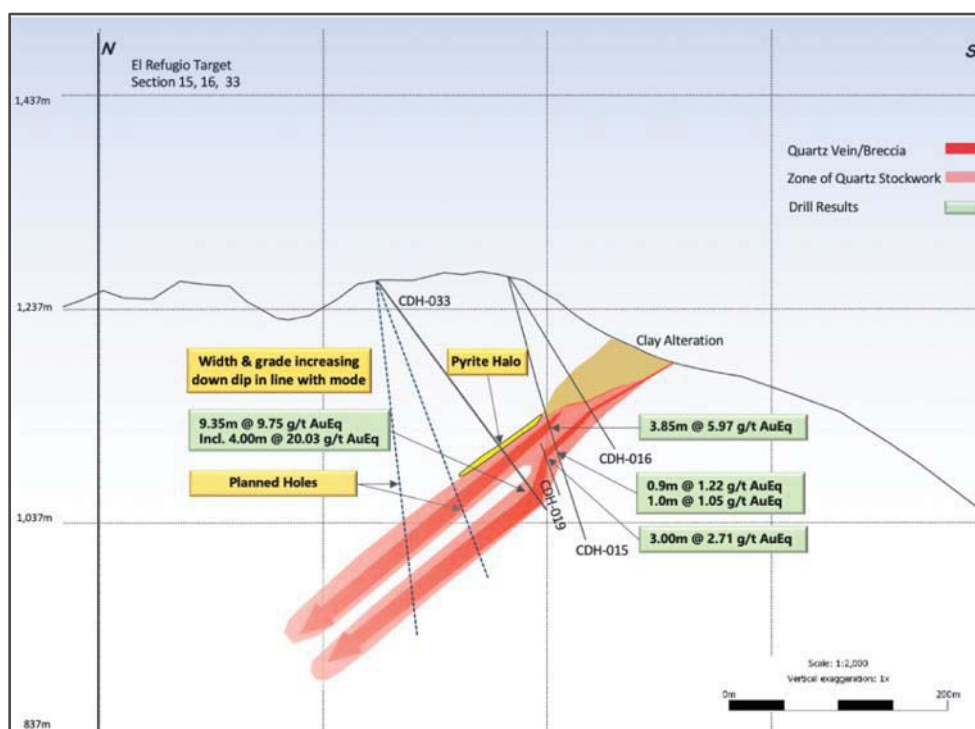 N
S
El Refugio Target
Section 15, 16, 33
1,437m
Quartz Vein/Breccia
Zone of Quartz Stockwork
Drill Results
1,237m
CDH-033
Clay Alteration
Width & grade increasing
down dip in line with mode
Pyrite Halo
9.35m @ 9.75 g/t AuEq
Incl. 4.00m @ 20.03 g/t AuEq
3.85m @ 5.97 g/t AuEq
CDH-016
Planned Holes
0.9m @ 1.22 g/t AuEq
1.0m @ 1.05 g/t AuEq
1,037m
CDH-019
3.00m @ 2.71 g/t AuEq
CDH-015
Scale: 1:2,000
Vertical exaggeration: 1x
0m
200m
837m